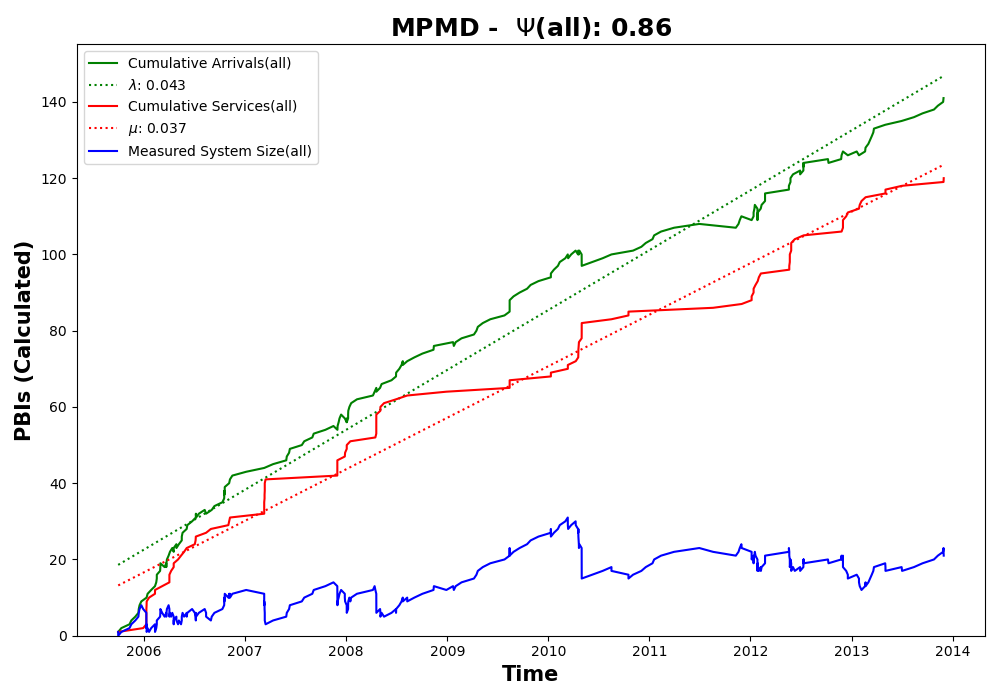 MPMD - Ψ(all): 0.86
Cumulative Arrivals(all)
λ: 0.043
Cumulative Services(all)
μ: 0.037
Measured System Size(all)
PBIs (Calculated)
140
120
100
80
60
40
20
0
2006 2007 2008 2009 2010 2011 2012 2013 2014
Time